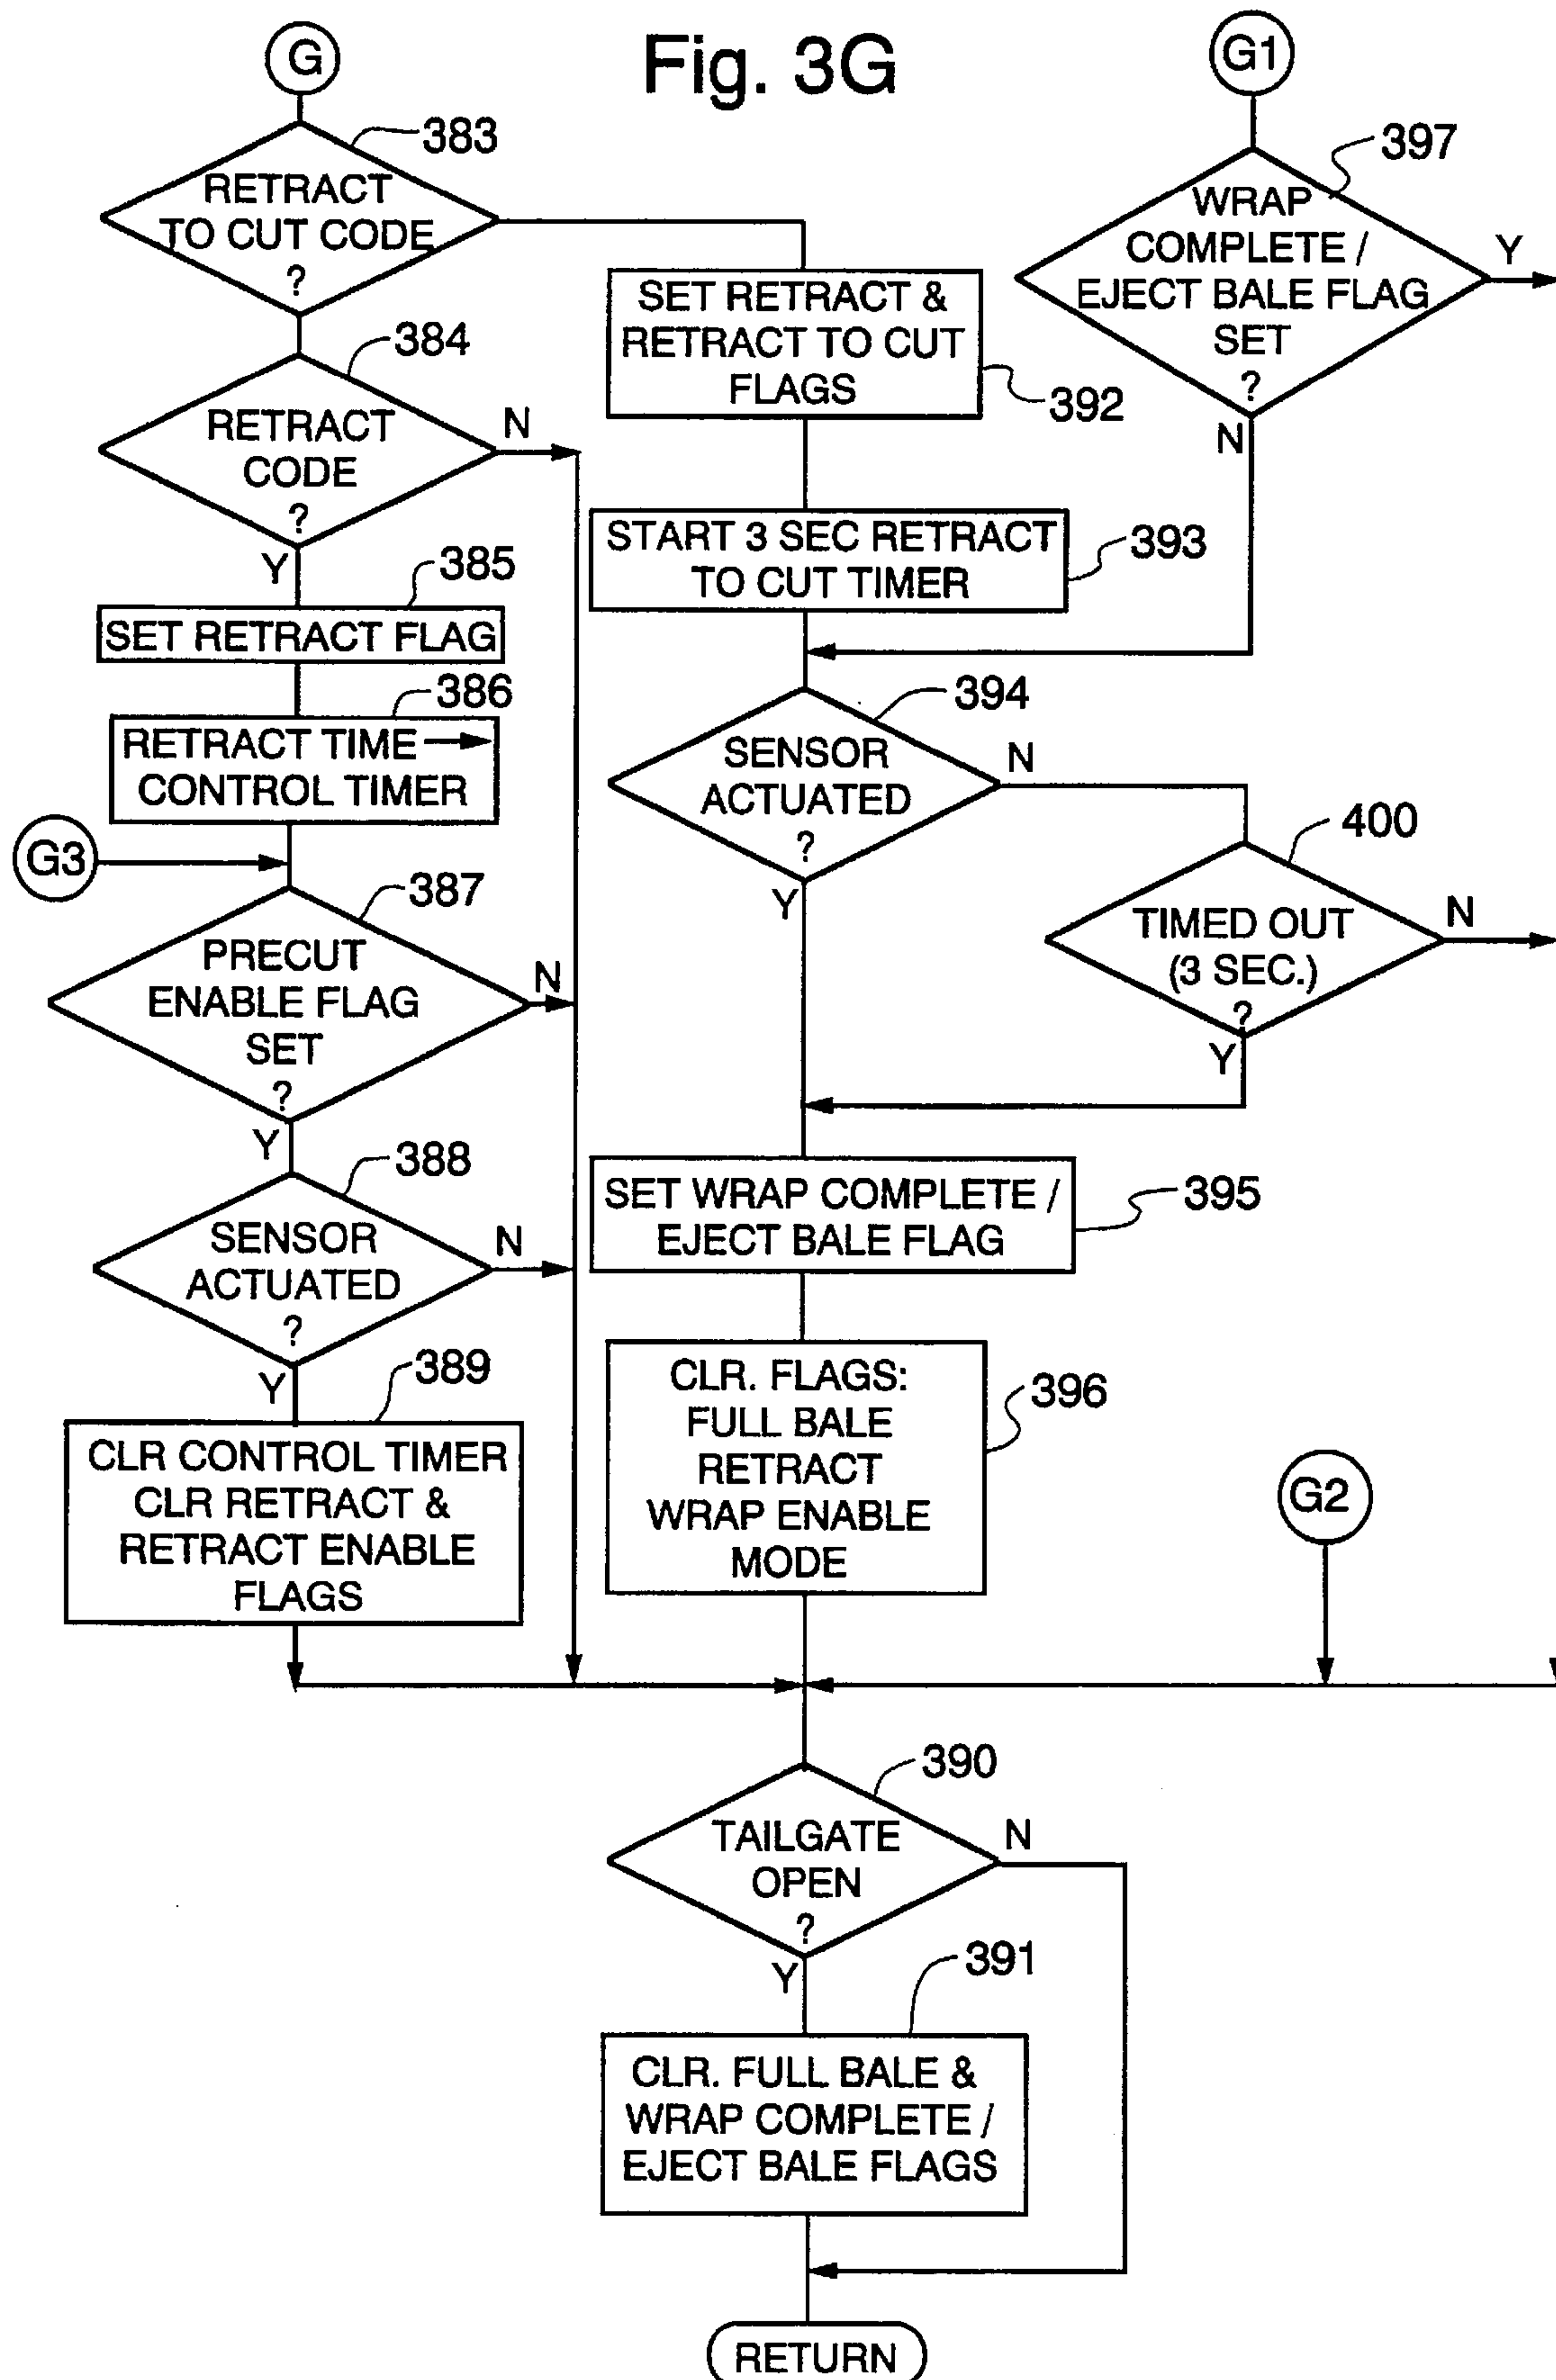 Fig. 3G
G
383
RETRACT
TO CUT CODE
?
384
RETRACT
CODE
?
N
Y
385
SET RETRACT FLAG
386
RETRACT TIME →
CONTROL TIMER
G3
387
PRECUT
ENABLE FLAG
SET
?
N
Y
388
SENSOR
ACTUATED
?
N
Y
389
CLR CONTROL TIMER
CLR RETRACT &
RETRACT ENABLE
FLAGS
SET RETRACT &
RETRACT TO CUT
FLAGS
392
START 3 SEC RETRACT
TO CUT TIMER
393
394
SENSOR
ACTUATED
?
N
Y
G1
397
WRAP
COMPLETE /
EJECT BALE FLAG
SET
?
Y
N
400
TIMED OUT
(3 SEC.)
?
N
Y
SET WRAP COMPLETE /
EJECT BALE FLAG
395
CLR. FLAGS:
FULL BALE
RETRACT
WRAP ENABLE
MODE
396
G2
390
TAILGATE
OPEN
?
N
Y
391
CLR. FULL BALE &
WRAP COMPLETE /
EJECT BALE FLAGS
RETURN